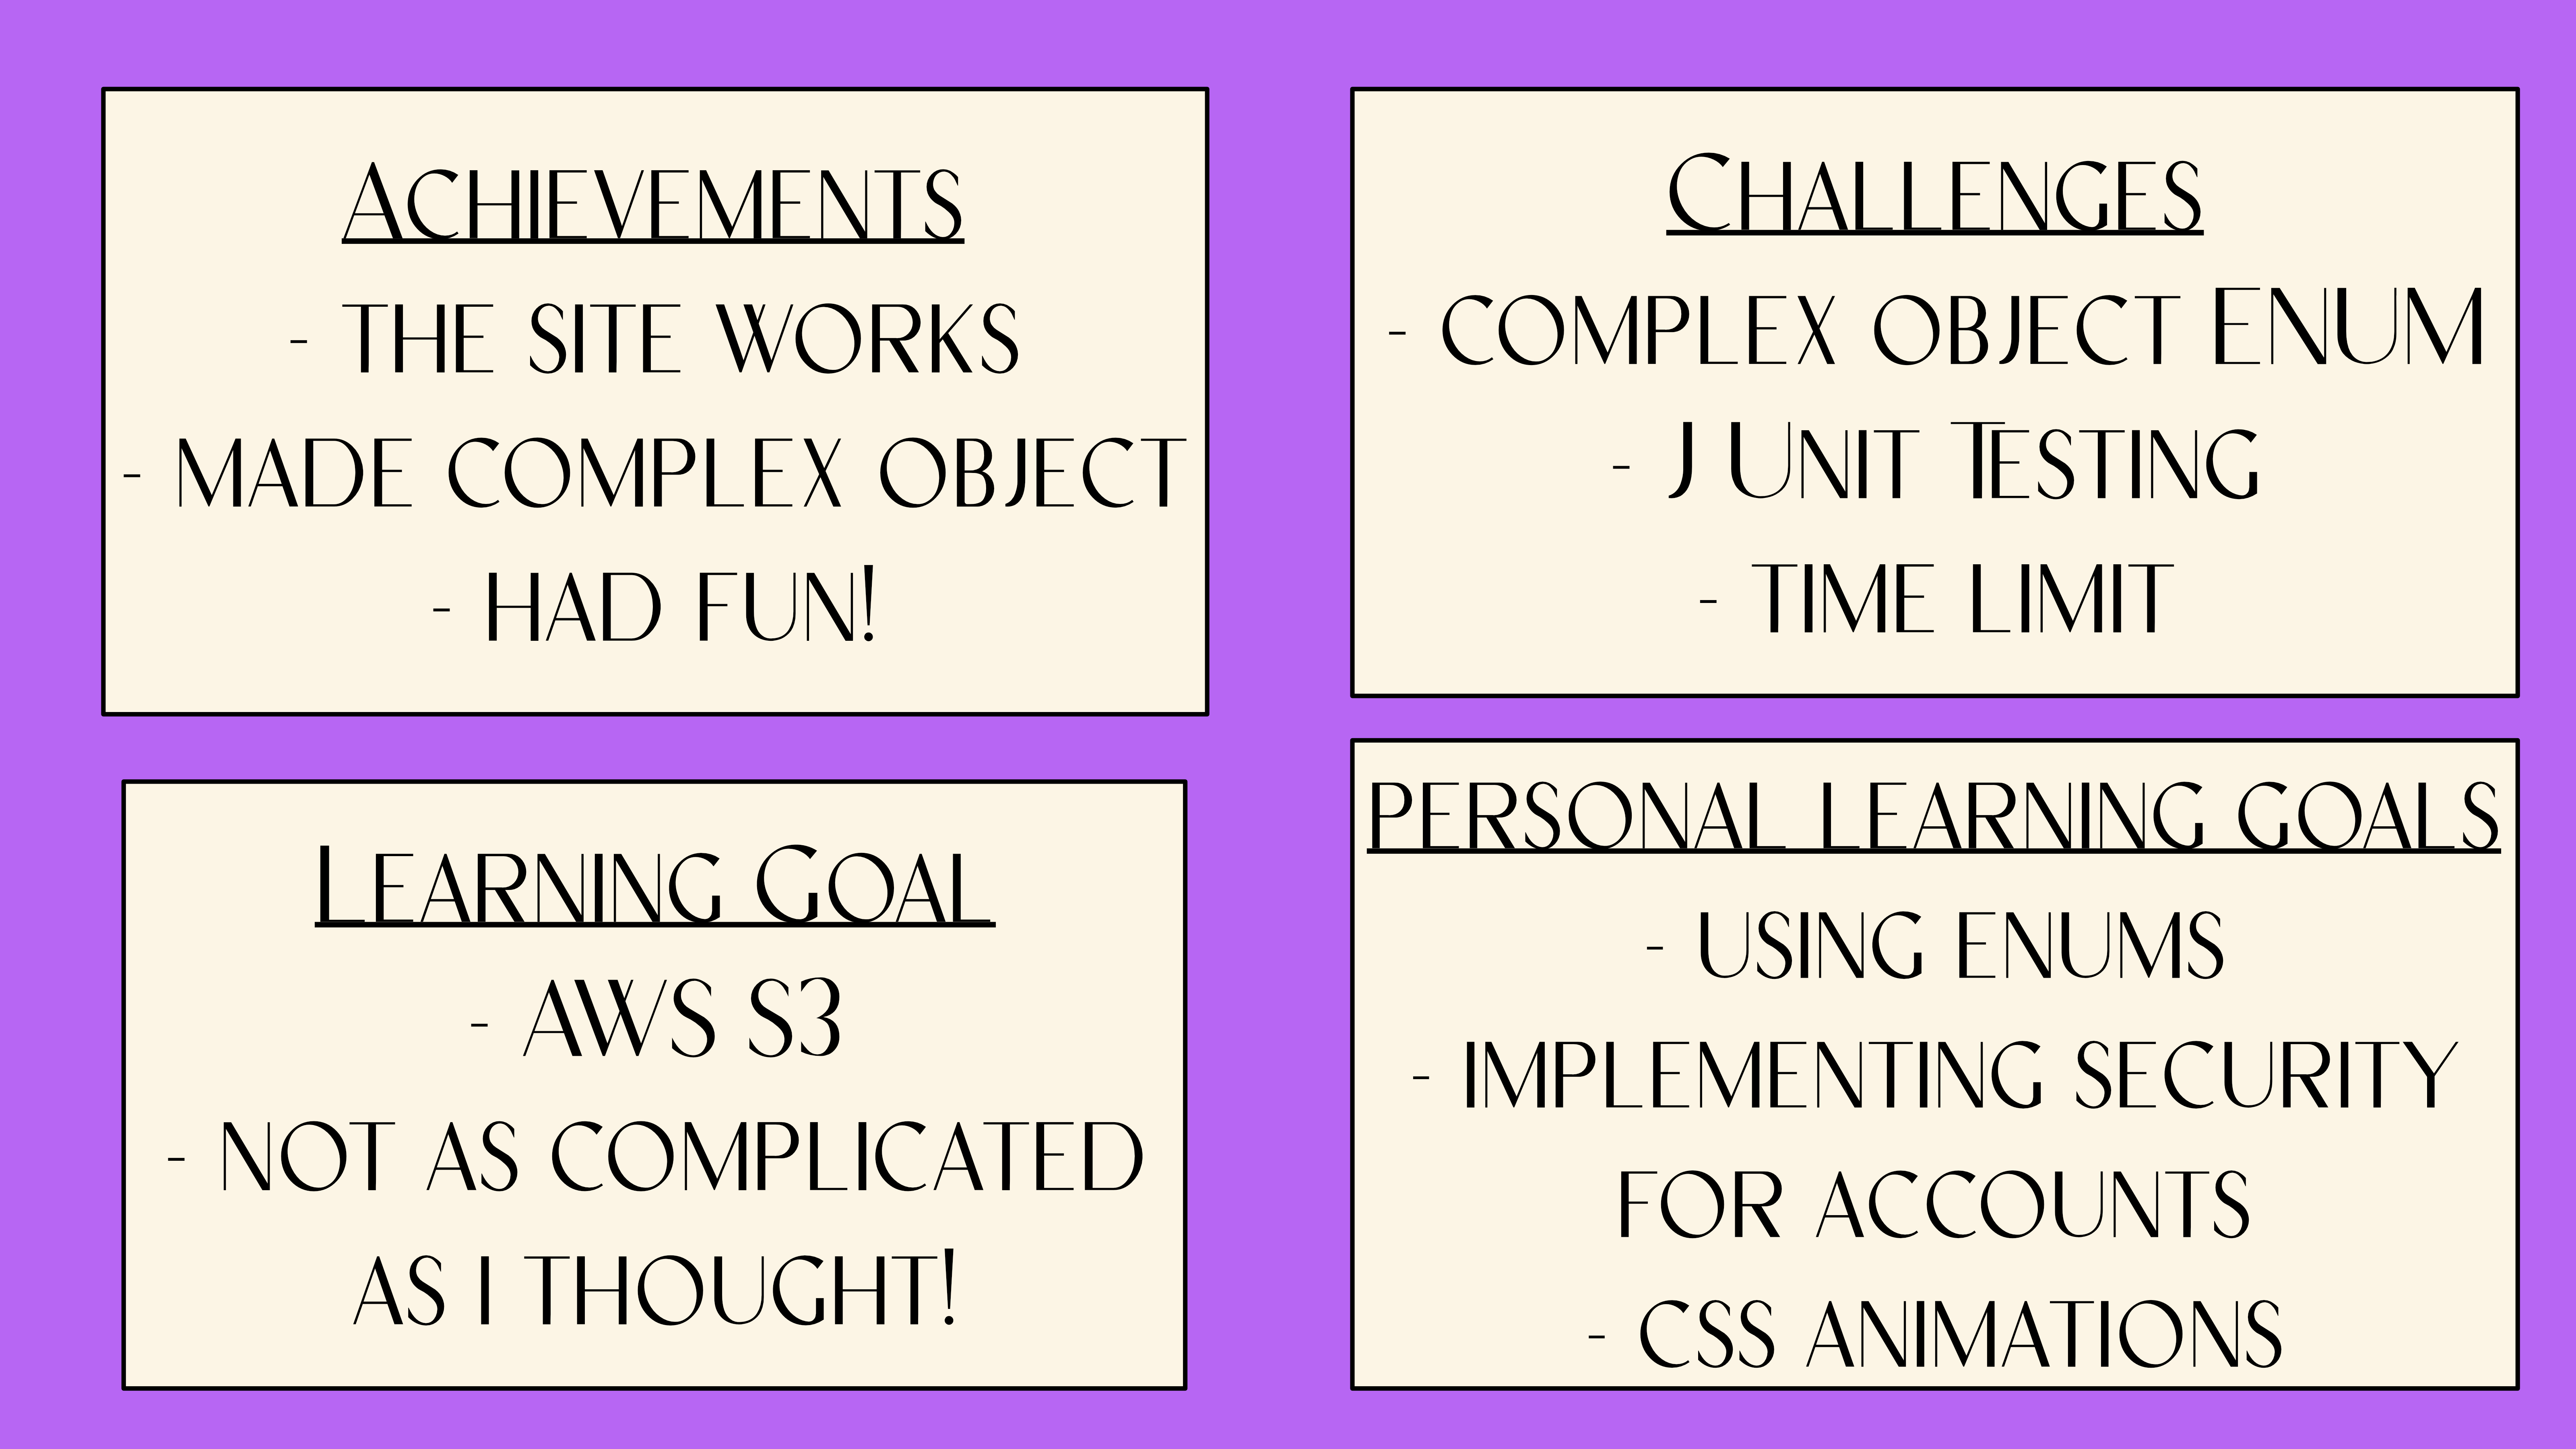 Achievements
- the site works
- made complex object
- had fun!
Challenges
- complex object ENUM
- J Unit Testing
- time limit
Learning Goal
- AWS S3
- not as complicated
as i thought!
personal learning goals
- using enums
- implementing security
for accounts
- css animations